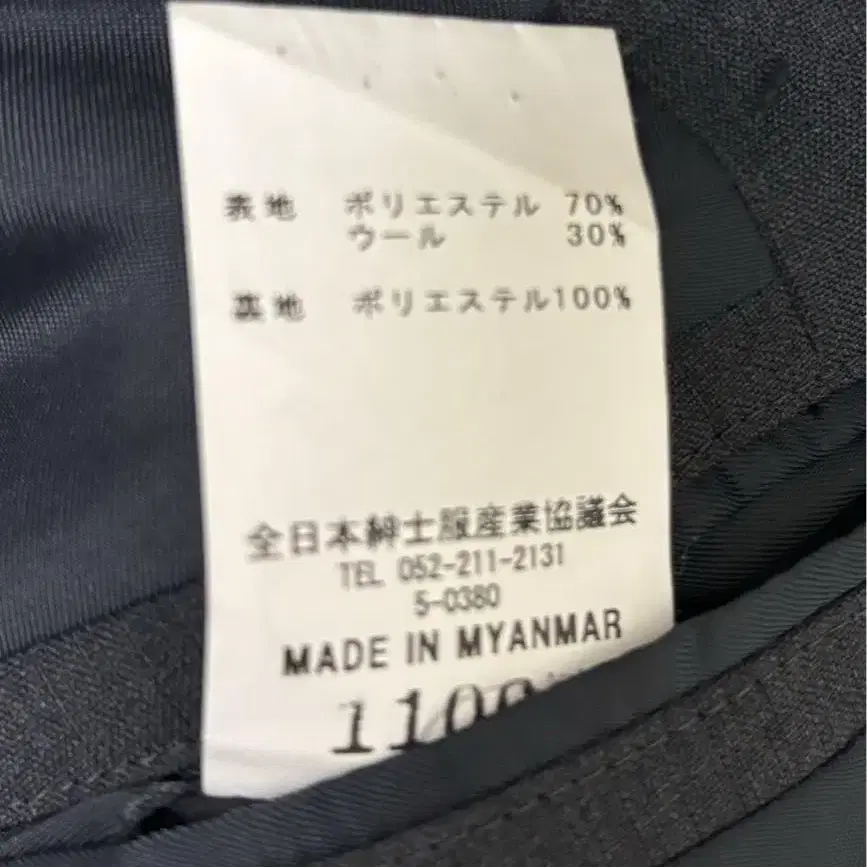 表地 ポリエステル 70%
ウール 30%
裏地 ポリエステル100%
全日本紳士服産業協議会
TEL 052-211-2131
5-0380
MADE IN MYANMAR